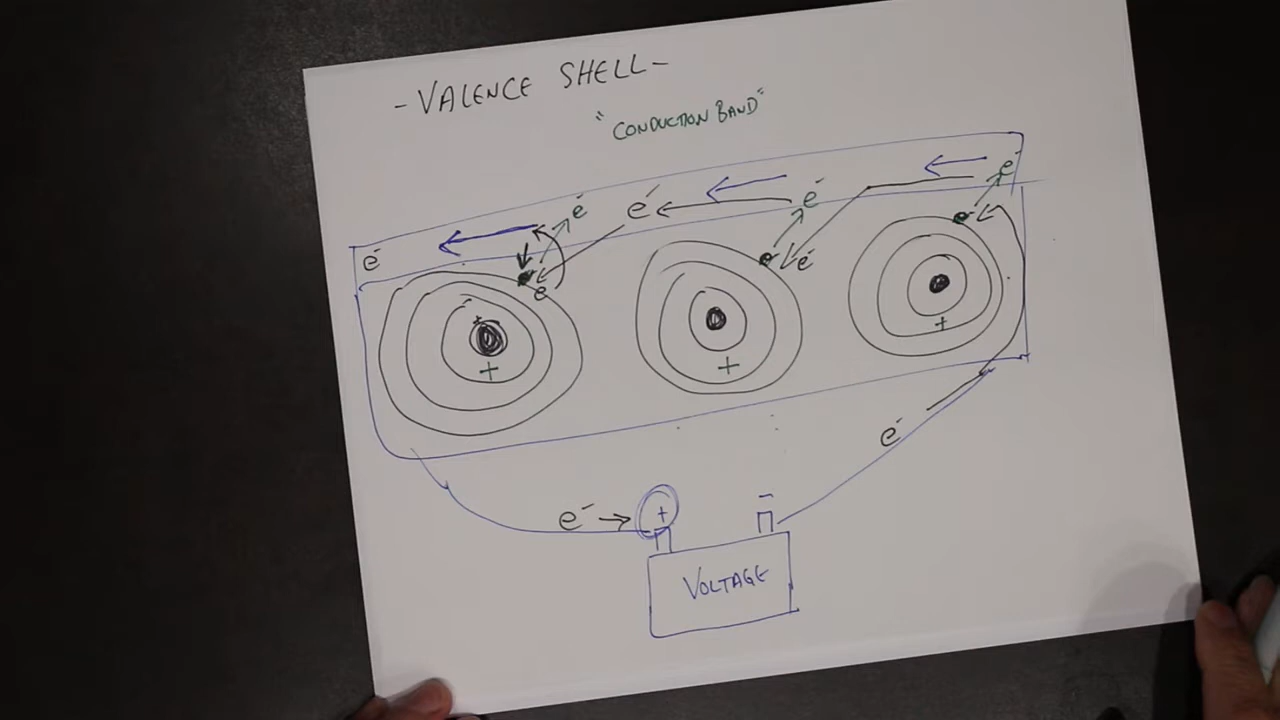 - VALENCE SHELL -
"CONDUCTION BAND"
e⁻
e⁻
e⁻
e⁻
e⁻
e⁻
e⁻
+
+
+
+
e⁻
e⁻
+
-
VOLTAGE